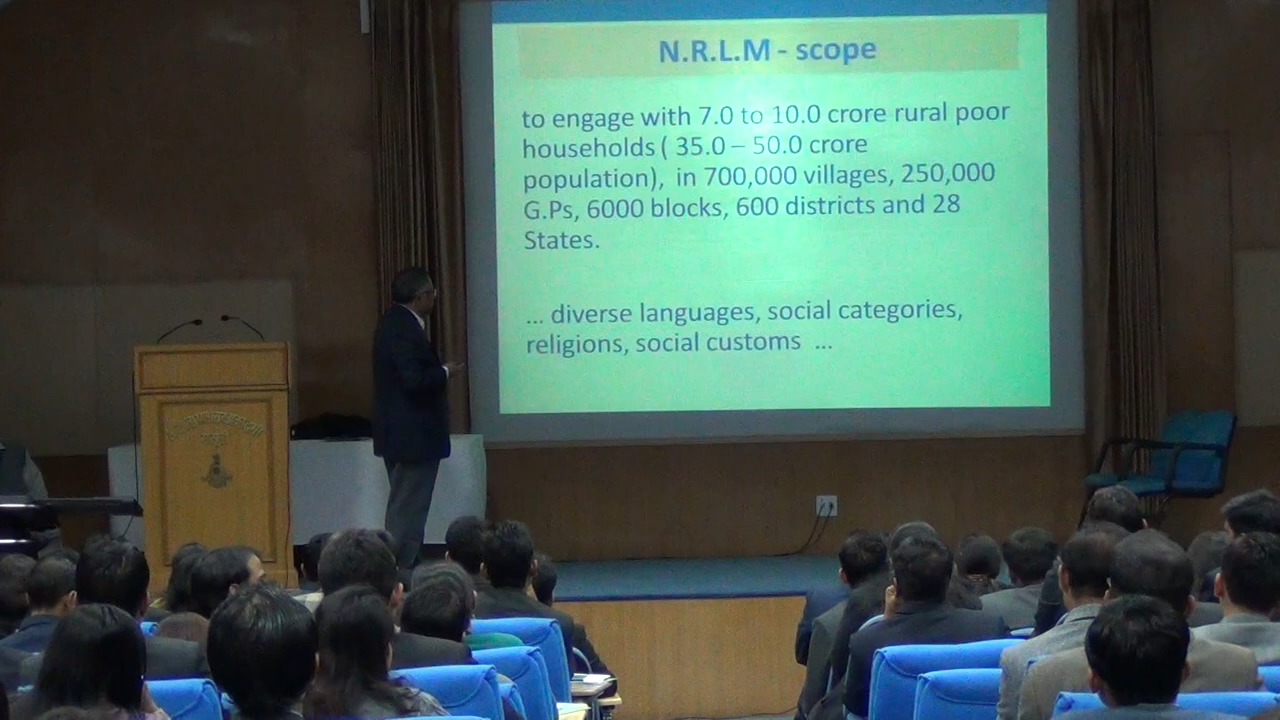 N.R.L.M - scope
to engage with 7.0 to 10.0 crore rural poor
households ( 35.0 – 50.0 crore
population), in 700,000 villages, 250,000
G.Ps, 6000 blocks, 600 districts and 28
States.
... diverse languages, social categories,
religions, social customs ...